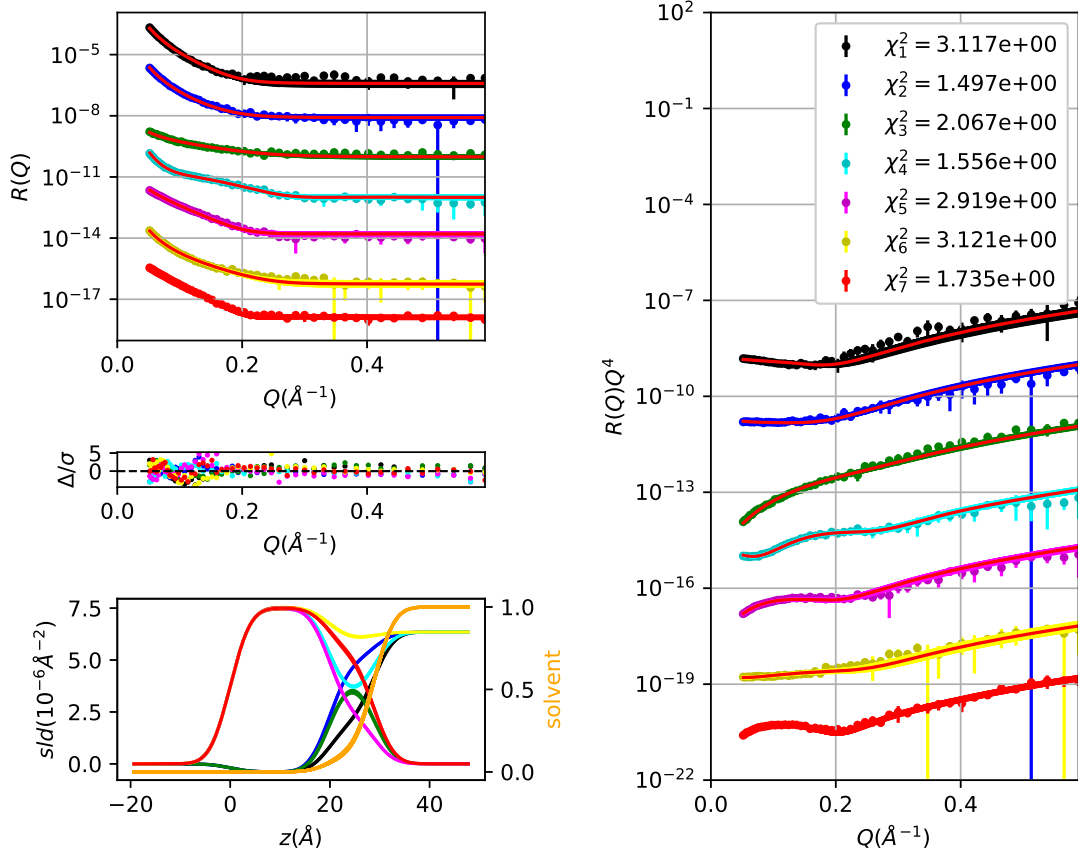 10⁻⁵
10⁻⁸
10⁻¹¹
10⁻¹⁴
10⁻¹⁷
R(Q)
0.0
0.2
0.4
Q(Å⁻¹)
5
0
Δ/σ
0.0
0.2
0.4
Q(Å⁻¹)
7.5
5.0
2.5
0.0
sld(10⁻⁶Å⁻²)
1.0
0.5
0.0
solvent
−20
0
20
40
z(Å)
10²
10⁻¹
10⁻⁴
10⁻⁷
10⁻¹⁰
10⁻¹³
10⁻¹⁶
10⁻¹⁹
10⁻²²
R(Q)Q⁴
χ²₁ = 3.117e+00
χ²₂ = 1.497e+00
χ²₃ = 2.067e+00
χ²₄ = 1.556e+00
χ²₅ = 2.919e+00
χ²₆ = 3.121e+00
χ²₇ = 1.735e+00
0.0
0.2
0.4
Q(Å⁻¹)